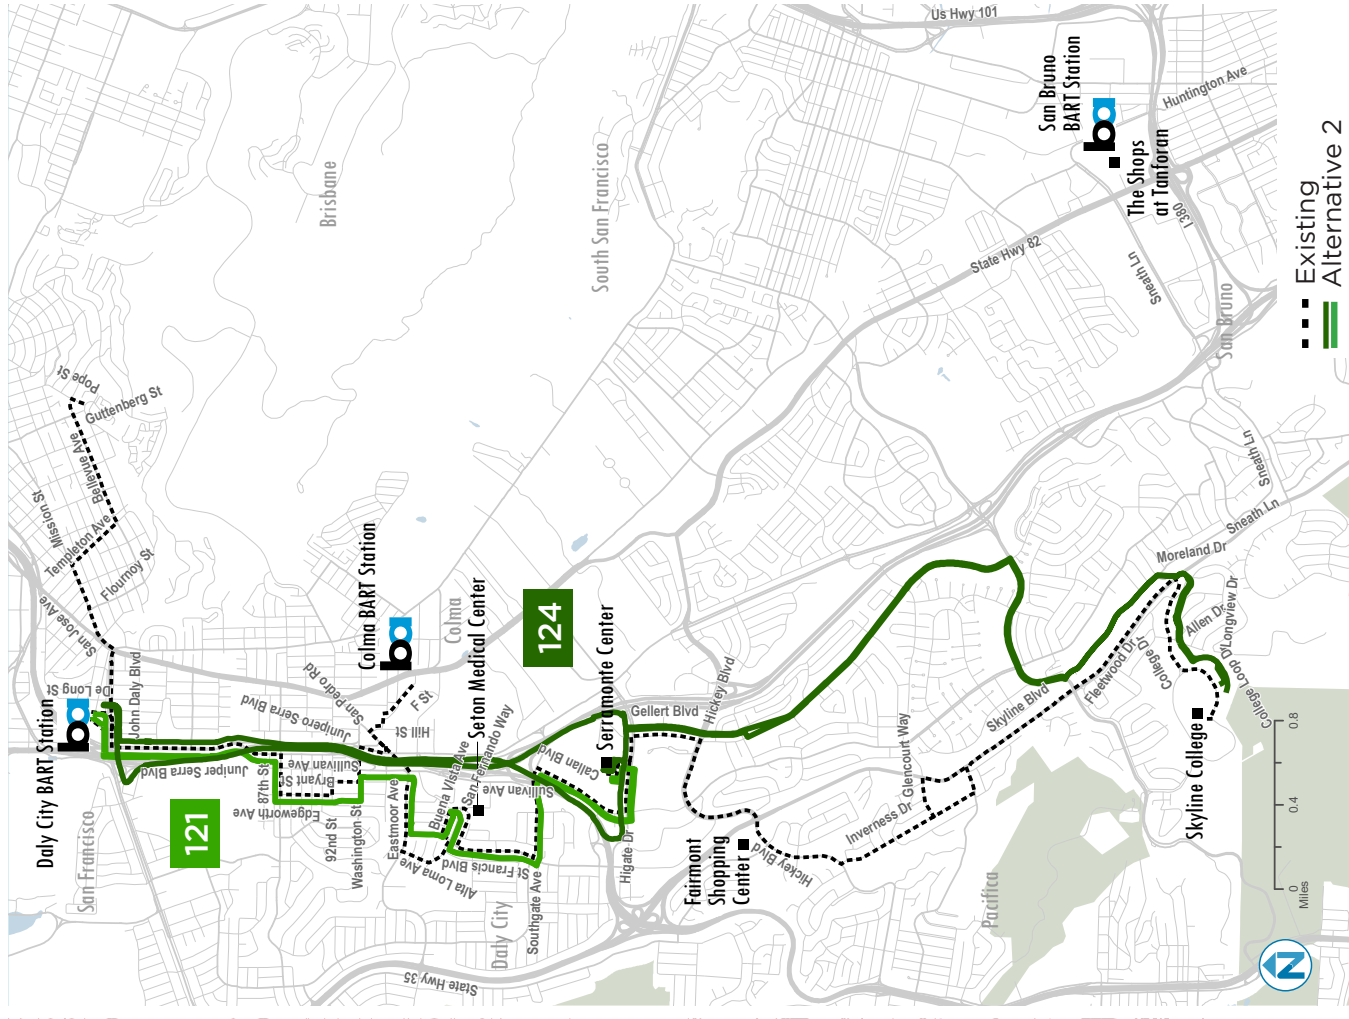 Us Hwy 101
San Bruno
BART Station
ba
Huntington Ave
The Shops
at Tanforan
I 380
State Hwy 82
Sneath Ln
San Bruno
Brisbane
South San Francisco
Existing
Alternative 2
Pope St
Guttenberg St
Bellevue Ave
Mission St
Templeton Ave
Flournoy St
San Jose Ave
De Long St
John Daly Blvd
Daly City BART Station
ba
San Francisco
Junipero Serra Blvd
Juniper Serra Blvd
San Pedro Rd
Colma BART Station
ba
Colma
F St
Hill St
121
124
87th St
Edgeworth Ave
Bryant St
Sullivan Ave
92nd St
Washington St
Eastmoor Ave
Alta Loma Ave
Buena Vista Ave
San Fernando Way
Seton Medical Center
St Francis Blvd
Southgate Ave
Sullivan Ave
Callan Blvd
Serramonte Center
Gellert Blvd
Higate Dr
Hickey Blvd
Daly City
State Hwy 35
Fairmont
Shopping
Center
Hickey Blvd
Inverness Dr
Glencourt Way
Skyline Blvd
Pacifica
Fleetwood Dr
College Dr
Moreland Dr
Sneath Ln
Sneath Ln
Allen Dr
Longview Dr
College Loop Dr
Skyline College
0
0.4
0.8
Miles
N